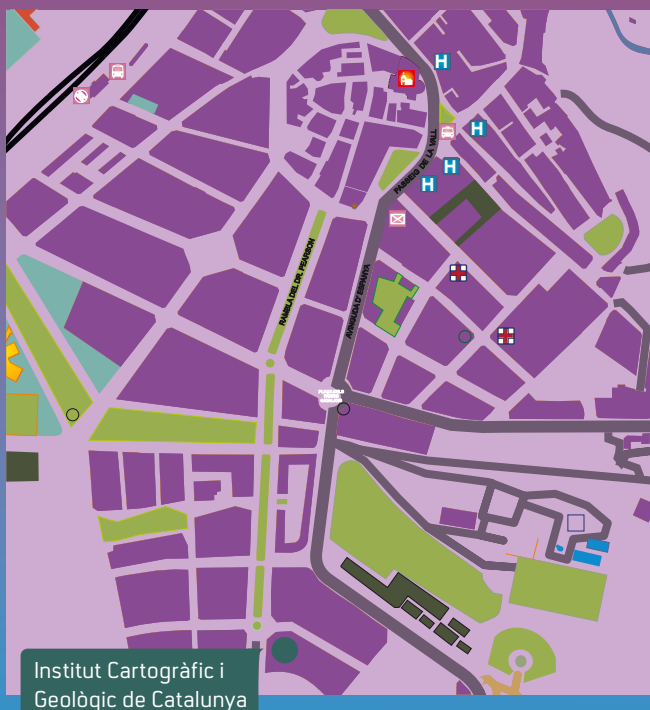 H
H
H
H
PASSEIG DE LA VALL
RAMBLA DEL DR. PEARSON
AVINGUDA D'ESPANYA
Institut Cartogràfic i
Geològic de Catalunya